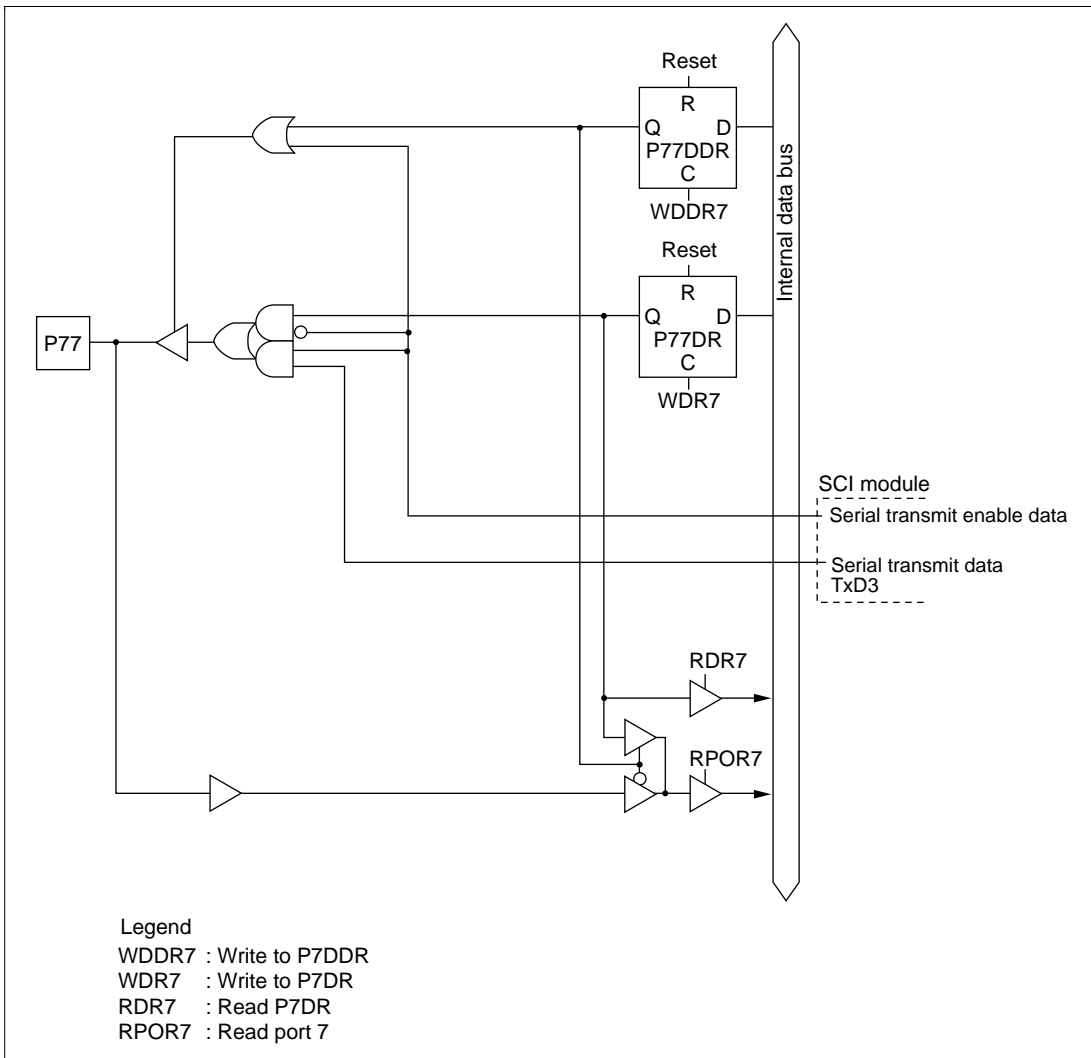 Reset
R
Q D
P77DDR
C
WDDR7
Internal data bus
Reset
R
Q D
P77DR
C
WDR7
P77
SCI module
Serial transmit enable data
Serial transmit data
TxD3
RDR7
RPOR7
Legend
WDDR7 : Write to P7DDR
WDR7 : Write to P7DR
RDR7 : Read P7DR
RPOR7 : Read port 7